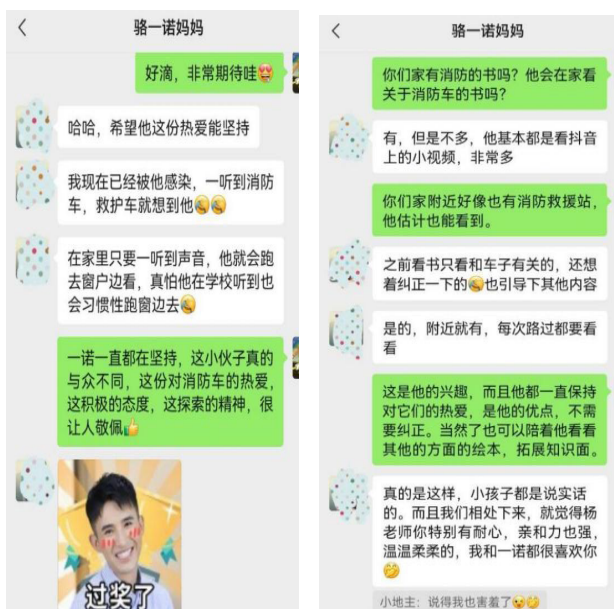 骆一诺妈妈
好滴，非常期待哇
哈哈，希望他这份热爱能坚持
我现在已经被他感染，一听到消防
车，救护车就想到他
在家里只要一听到声音，他就会跑
去窗户边看，真怕他在学校听到也
会习惯性跑窗边去
一诺一直都在坚持，这小伙子真的
与众不同，这份对消防车的热爱，
这积极的态度，这探索的精神，很
让人敬佩
过奖了
骆一诺妈妈
你们家有消防的书吗？他会在家看
关于消防车的书吗？
有，但是不多，他基本都是看抖音
上的小视频，非常多
你们家附近好像也有消防救援站，
他估计也能看到。
之前看书只看和车子有关的，还想
着纠正一下的也引导下其他内容
是的，附近就有，每次路过都要看
看
这是他的兴趣，而且他都一直保持
对它们的热爱，是他的优点，不需
要纠正。当然了也可以陪着他看看
其他的方面的绘本，拓展知识面。
真的是这样，小孩子都是说实话
的。而且我们相处下来，就觉得杨
老师你特别有耐心，亲和力也强，
温温柔柔的，我和一诺都很喜欢你
小地主：说得我也害羞了